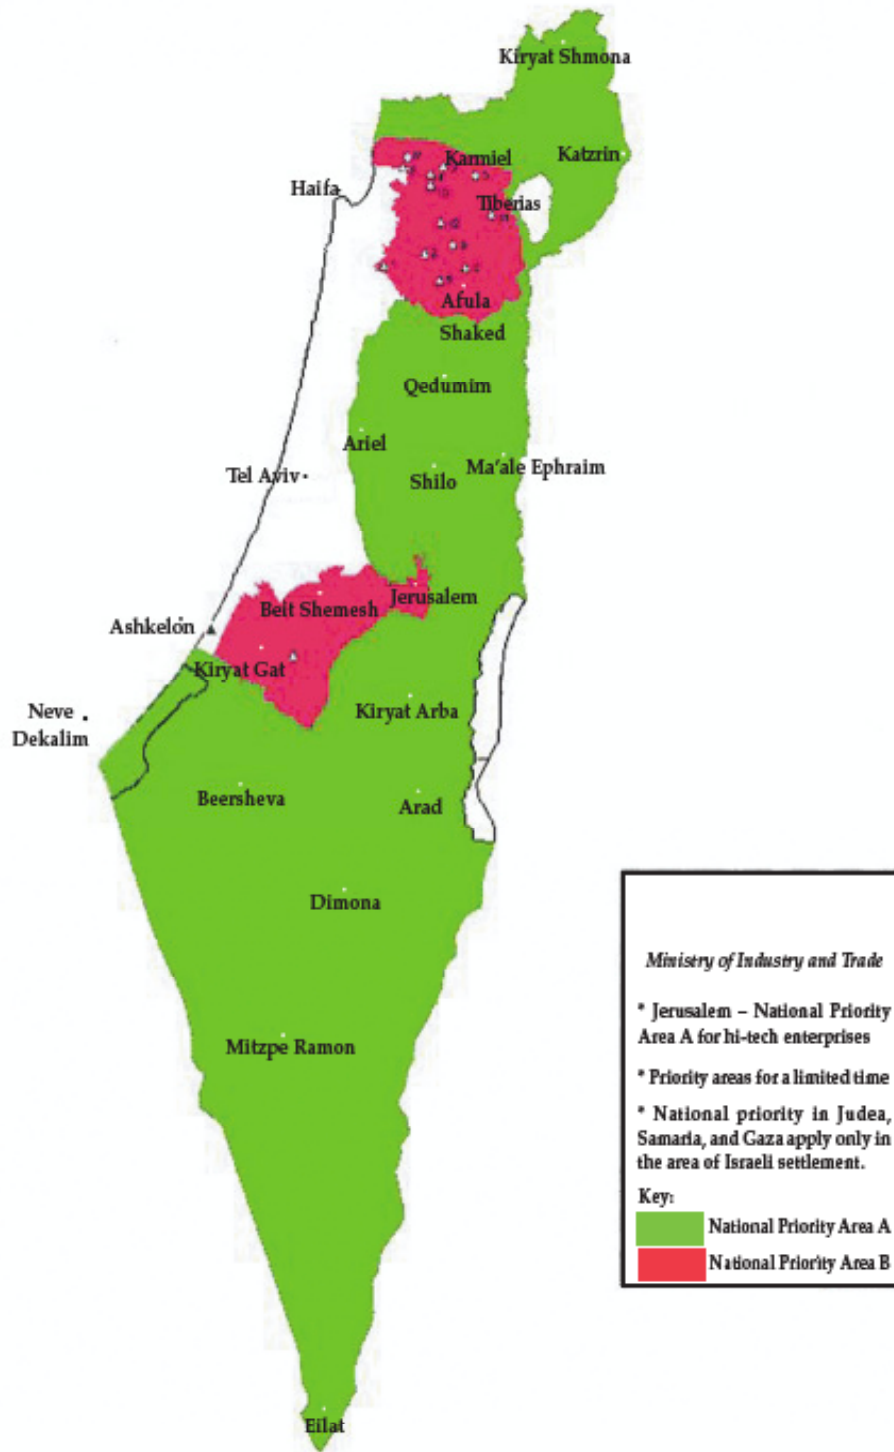 Kiryat Shmona
Karmiel
Katzrin
Haifa
Tiberias
Afula
Shaked
Qedumim
Ariel
Ma'ale Ephraim
Tel Aviv
Shilo
Jerusalem
Beit Shemesh
Ashkelon
Kiryat Gat
Neve
Dekalim
Kiryat Arba
Beersheva
Arad
Dimona
Mitzpe Ramon
Eilat
Ministry of Industry and Trade
* Jerusalem – National Priority
Area A for hi-tech enterprises
* Priority areas for a limited time
* National priority in Judea,
Samaria, and Gaza apply only in
the area of Israeli settlement.
Key:
National Priority Area A
National Priority Area B